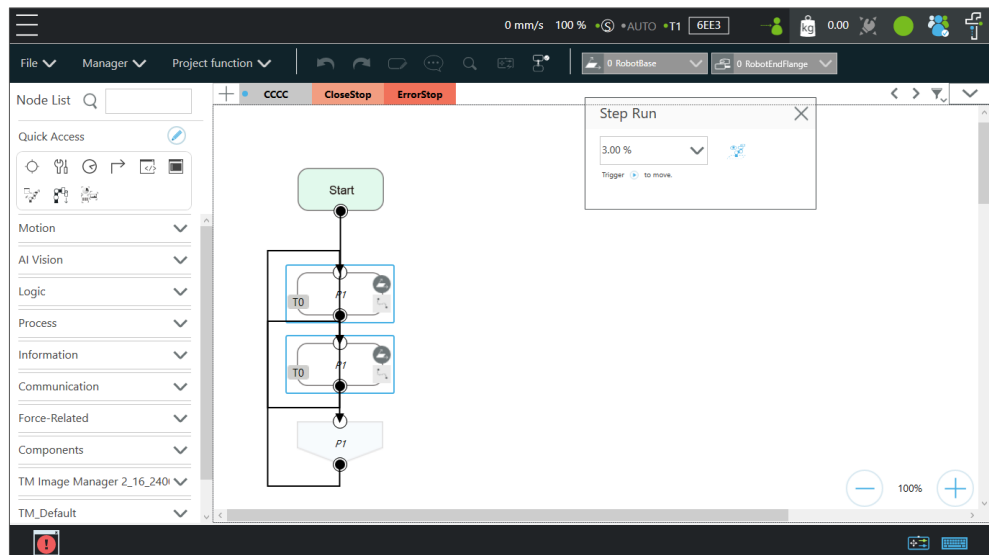 0 mm/s 100 % S AUTO T1 6EE3 kg 0.00
File Manager Project function 0 RobotBase 0 RobotEndFlange
Node List
CCCC CloseStop ErrorStop
Step Run
Quick Access
3.00 %
Trigger to move.
Start
Motion
AI Vision
Logic
P1
T0
Process
Information
P1
T0
Communication
Force-Related
P1
Components
TM Image Manager 2_16_240
100%
TM_Default